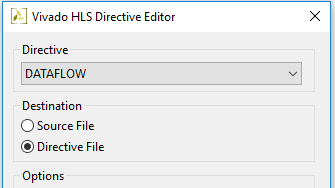 Vivado HLS Directive Editor
Directive
DATAFLOW
Destination
Source File
Directive File
Options